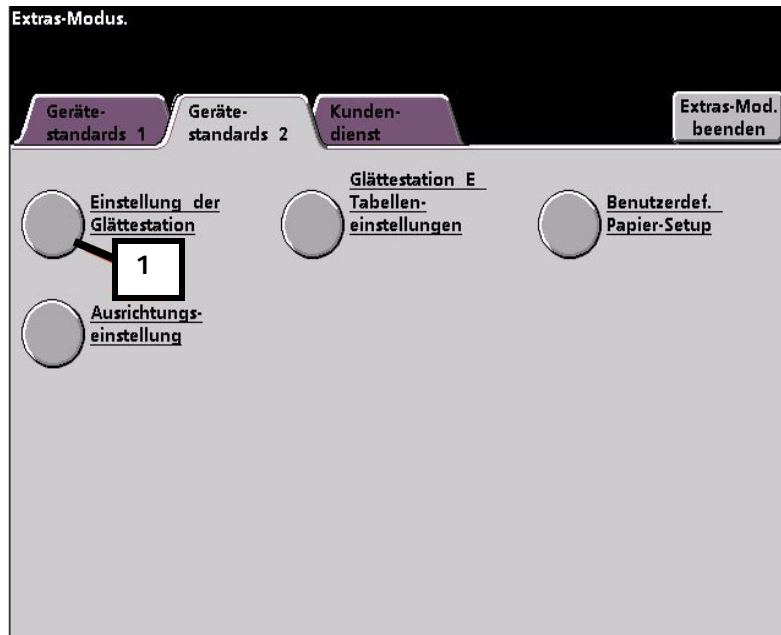 Extras-Modus.
Geräte-
standards 1
Geräte-
standards 2
Kunden-
dienst
Extras-Mod.
beenden
Einstellung der
Glättestation
1
Glättestation E
Tabellen-
einstellungen
Benutzerdef.
Papier-Setup
Ausrichtungs-
einstellung